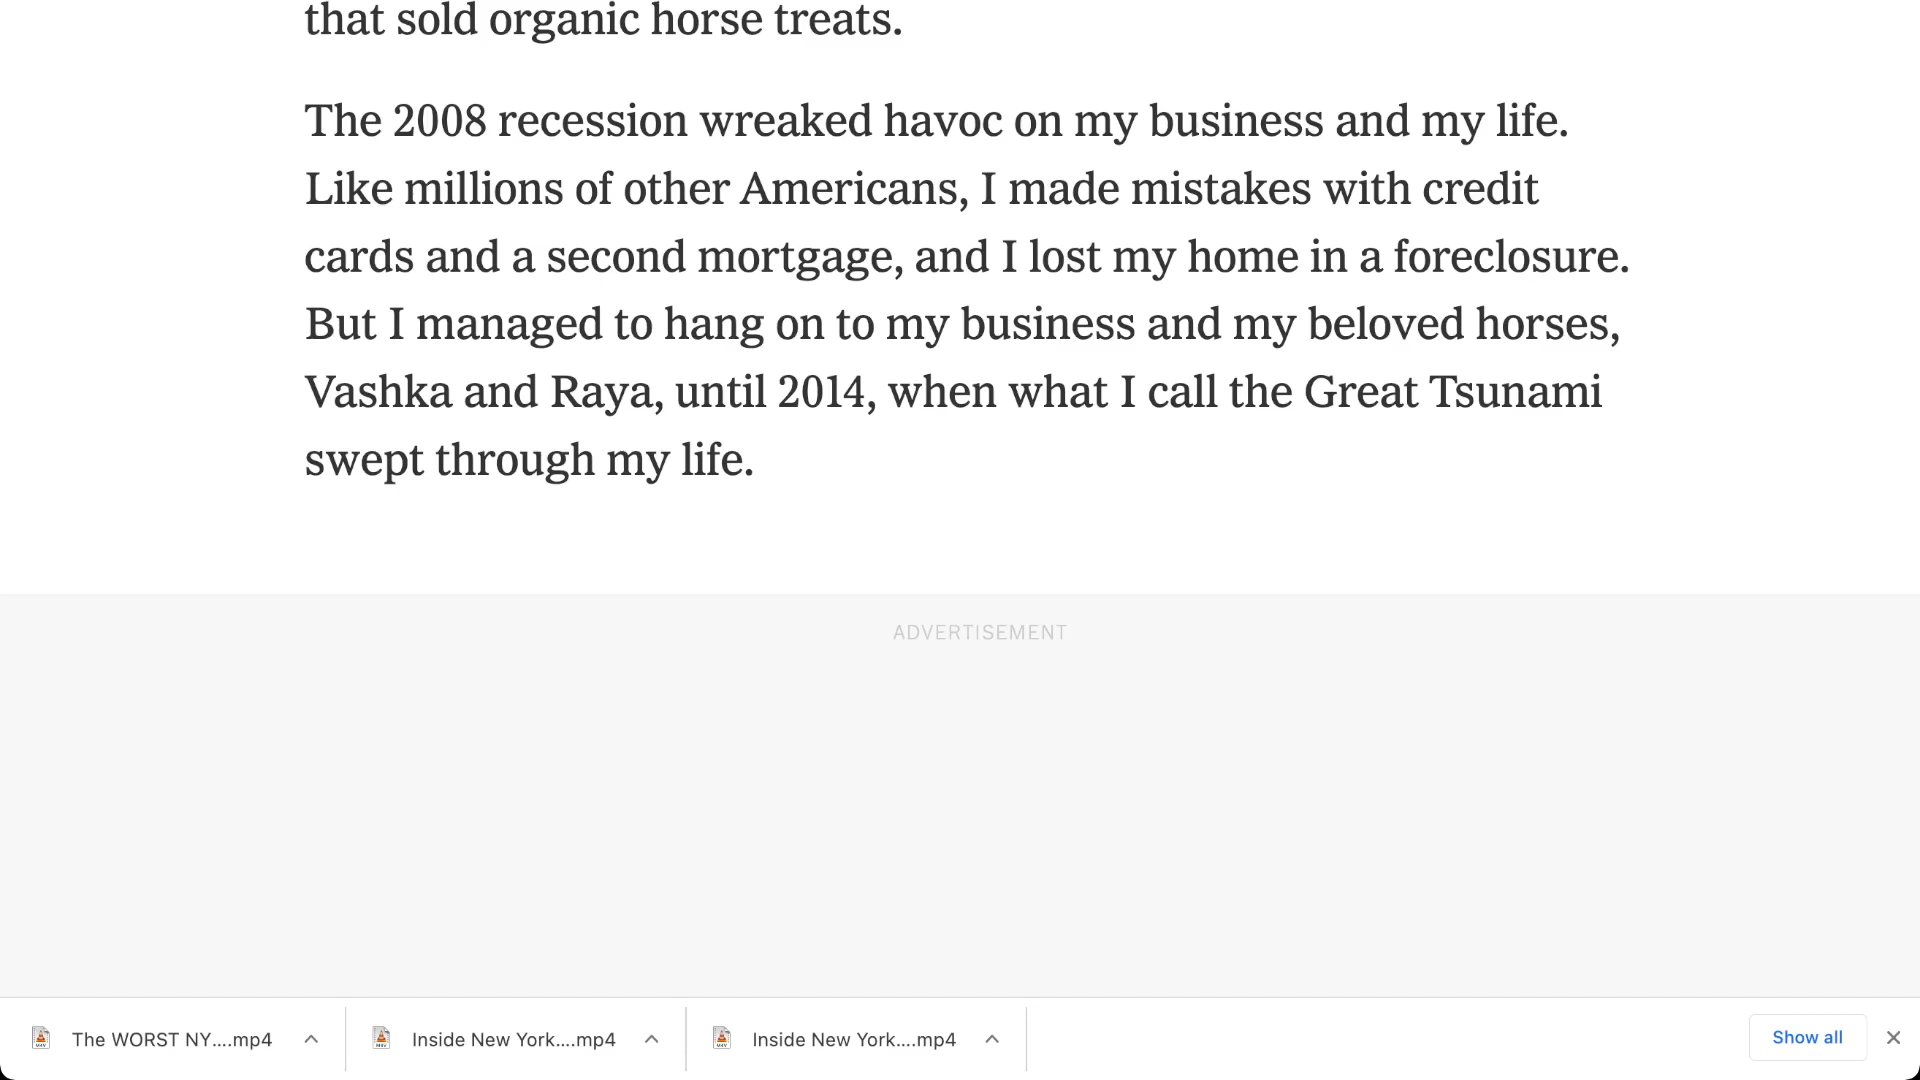 that sold organic horse treats.
The 2008 recession wreaked havoc on my business and my life.
Like millions of other Americans, I made mistakes with credit
cards and a second mortgage, and I lost my home in a foreclosure.
But I managed to hang on to my business and my beloved horses,
Vashka and Raya, until 2014, when what I call the Great Tsunami
swept through my life.
ADVERTISEMENT
The WORST NY....mp4
Inside New York....mp4
Inside New York....mp4
Show all